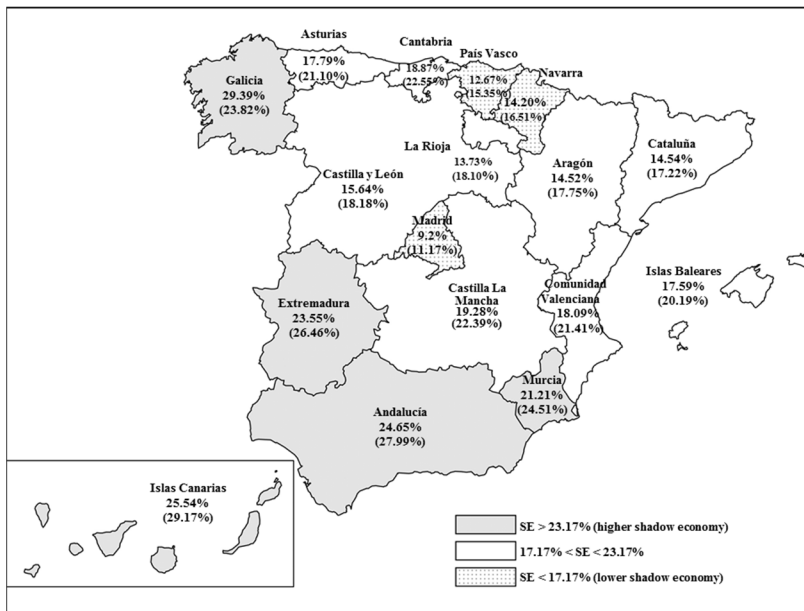 Asturias
17.79%
(21.10%)
Cantabria
18.87%
(22.55%)
País Vasco
12.67%
(15.35%)
Navarra
14.20%
(16.51%)
Galicia
29.39%
(23.82%)
La Rioja
13.73%
(18.10%)
Castilla y León
15.64%
(18.18%)
Aragón
14.52%
(17.75%)
Cataluña
14.54%
(17.22%)
Madrid
9.2%
(11.17%)
Extremadura
23.55%
(26.46%)
Castilla La
Mancha
19.28%
(22.39%)
Comunidad
Valenciana
18.09%
(21.41%)
Islas Baleares
17.59%
(20.19%)
Murcia
21.21%
(24.51%)
Andalucía
24.65%
(27.99%)
Islas Canarias
25.54%
(29.17%)
SE > 23.17% (higher shadow economy)
17.17% < SE < 23.17%
SE < 17.17% (lower shadow economy)